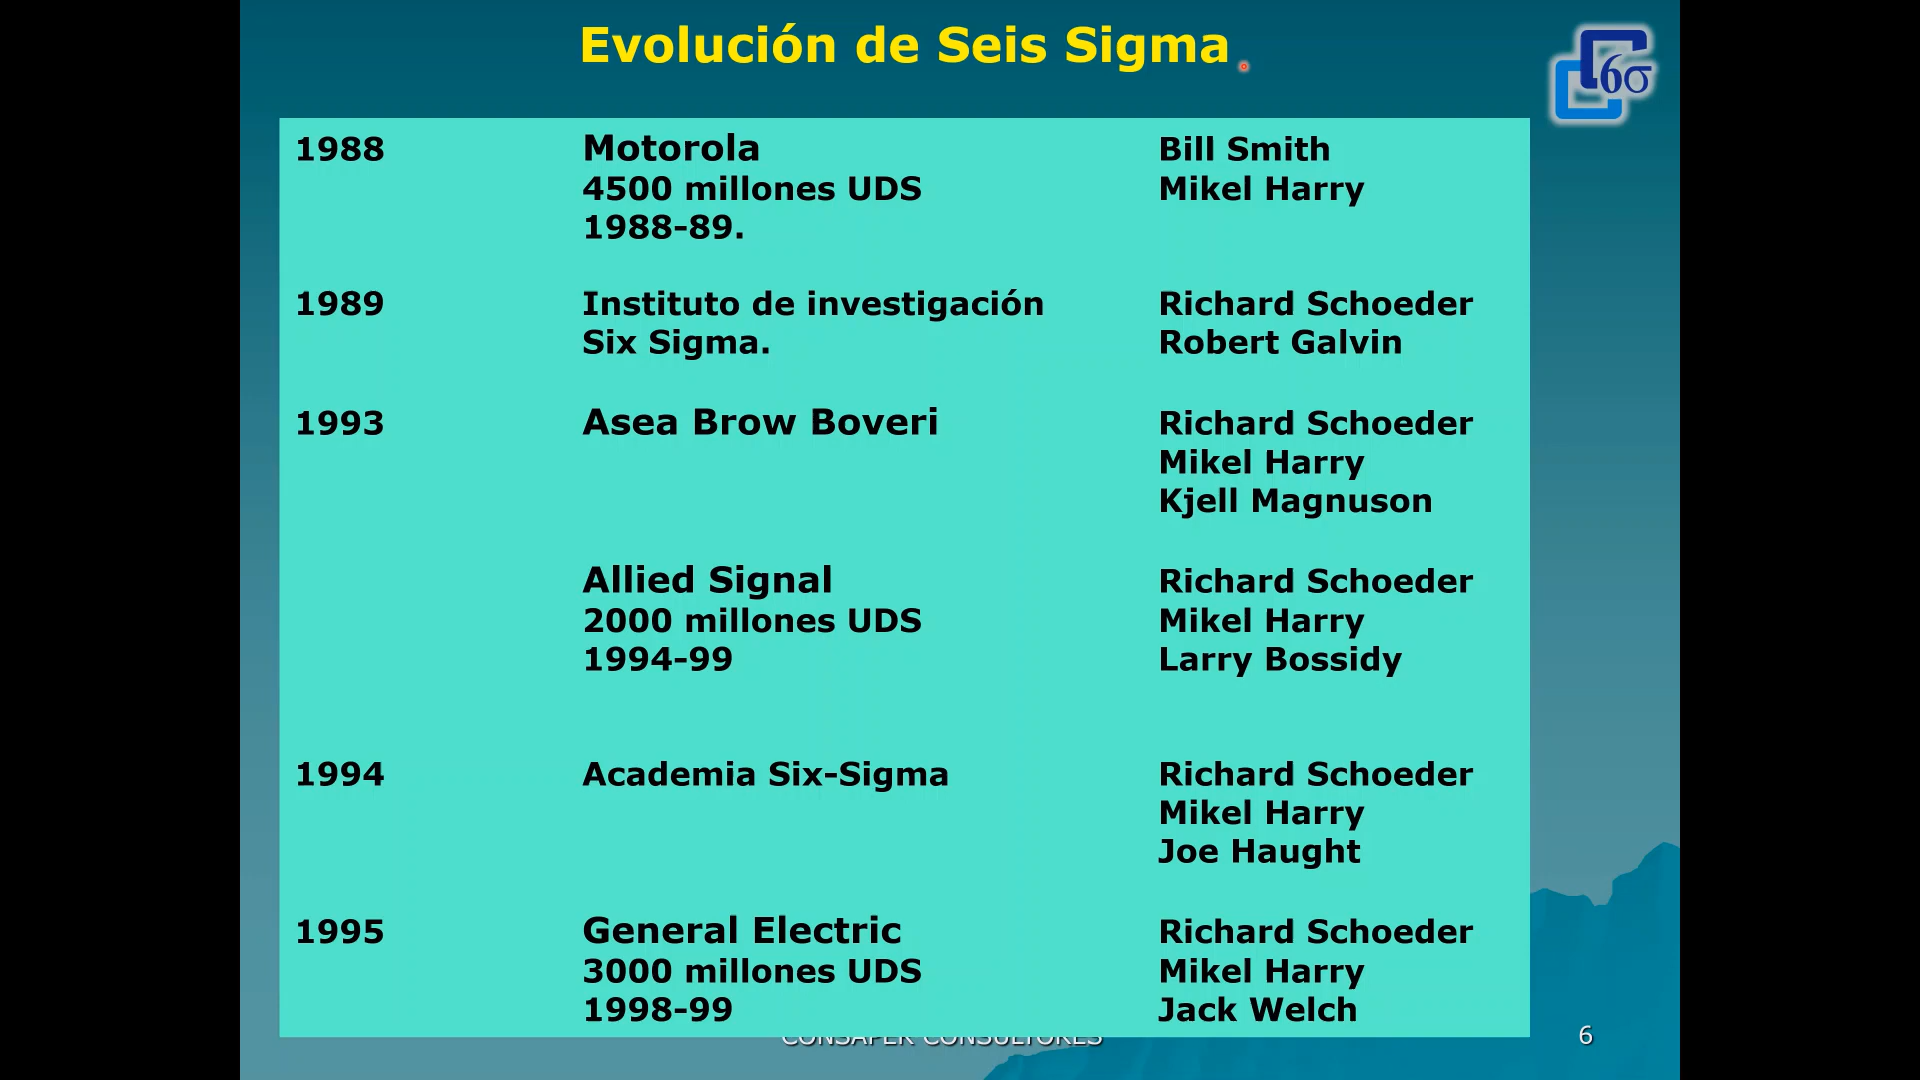 Evolución de Seis Sigma
6σ
1988 Motorola Bill Smith
4500 millones UDS Mikel Harry
1988-89.
1989 Instituto de investigación Richard Schoeder
Six Sigma. Robert Galvin
1993 Asea Brow Boveri Richard Schoeder
Mikel Harry
Kjell Magnuson
Allied Signal Richard Schoeder
2000 millones UDS Mikel Harry
1994-99 Larry Bossidy
1994 Academia Six-Sigma Richard Schoeder
Mikel Harry
Joe Haught
1995 General Electric Richard Schoeder
3000 millones UDS Mikel Harry
1998-99 Jack Welch
CONSAPER CONSULTORES 6